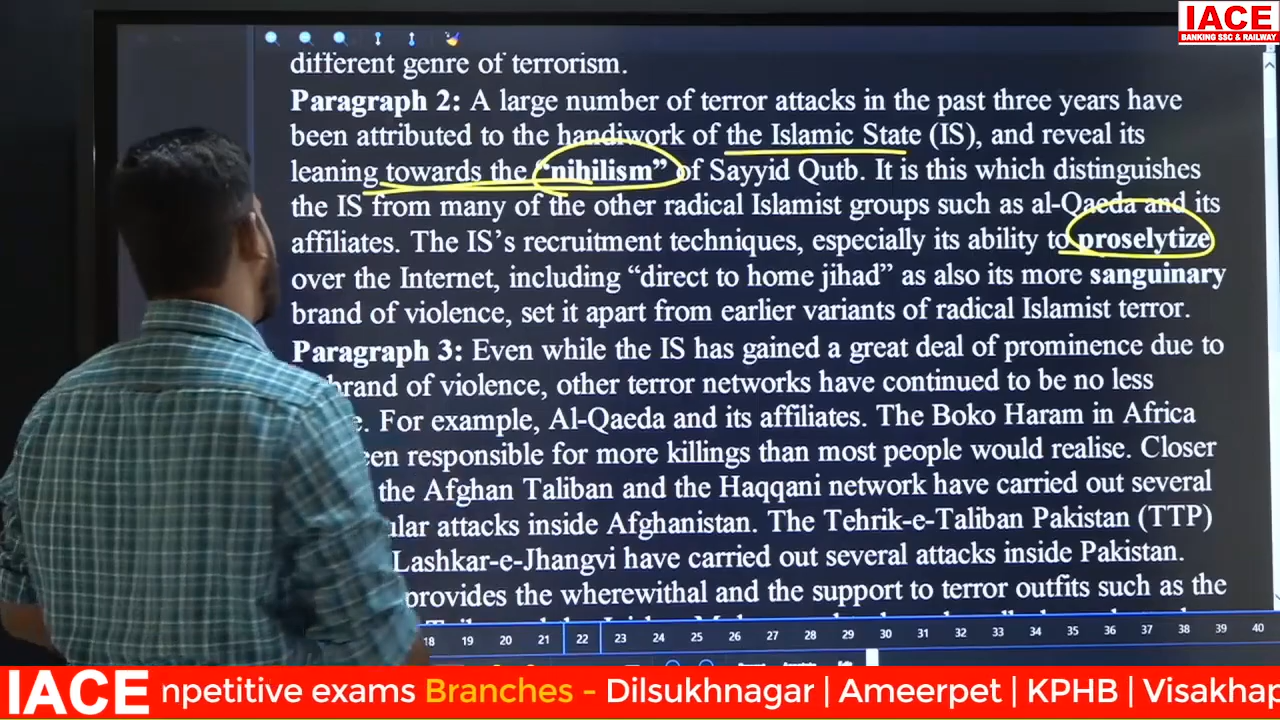 IACE
BANKING SSC & RAILWAY
different genre of terrorism.
Paragraph 2: A large number of terror attacks in the past three years have
been attributed to the handiwork of the Islamic State (IS), and reveal its
leaning towards the “nihilism” of Sayyid Qutb. It is this which distinguishes
the IS from many of the other radical Islamist groups such as al-Qaeda and its
affiliates. The IS’s recruitment techniques, especially its ability to proselytize
over the Internet, including “direct to home jihad” as also its more sanguinary
brand of violence, set it apart from earlier variants of radical Islamist terror.
Paragraph 3: Even while the IS has gained a great deal of prominence due to
brand of violence, other terror networks have continued to be no less
For example, Al-Qaeda and its affiliates. The Boko Haram in Africa
responsible for more killings than most people would realise. Closer
the Afghan Taliban and the Haqqani network have carried out several
attacks inside Afghanistan. The Tehrik-e-Taliban Pakistan (TTP)
Lashkar-e-Jhangvi have carried out several attacks inside Pakistan.
provides the wherewithal and the support to terror outfits such as the
18 19 20 21 22 23 24 25 26 27 28 29 30 31 32 33 34 35 36 37 38 39 40
IACE npetitive exams Branches - Dilsukhnagar | Ameerpet | KPHB | Visakhap